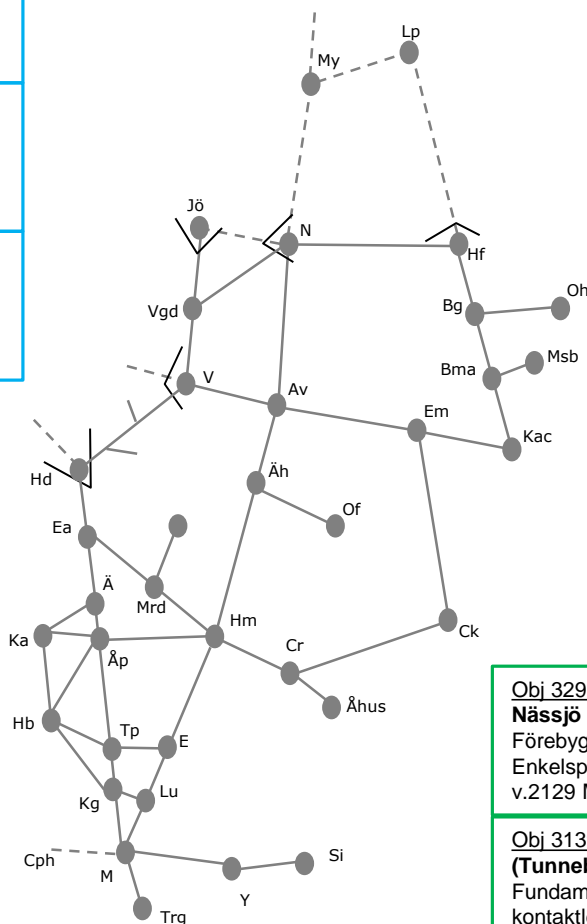 Lp
My
Jö
N
Hf
Oh
Vgd
Bg
Msb
Bma
V
Av
Em
Kac
Hd
Äh
Of
Ea
Ä
Mrd
Hm
Ck
Ka
Åp
Cr
Åhus
Hb
Tp
E
Kg
Lu
Cph
M
Si
Y
Trg
Obj 329
Nässjö
Förebyg
Enkelsp
v.2129 M
Obj 313
(Tunnel
Fundam
kontaktl